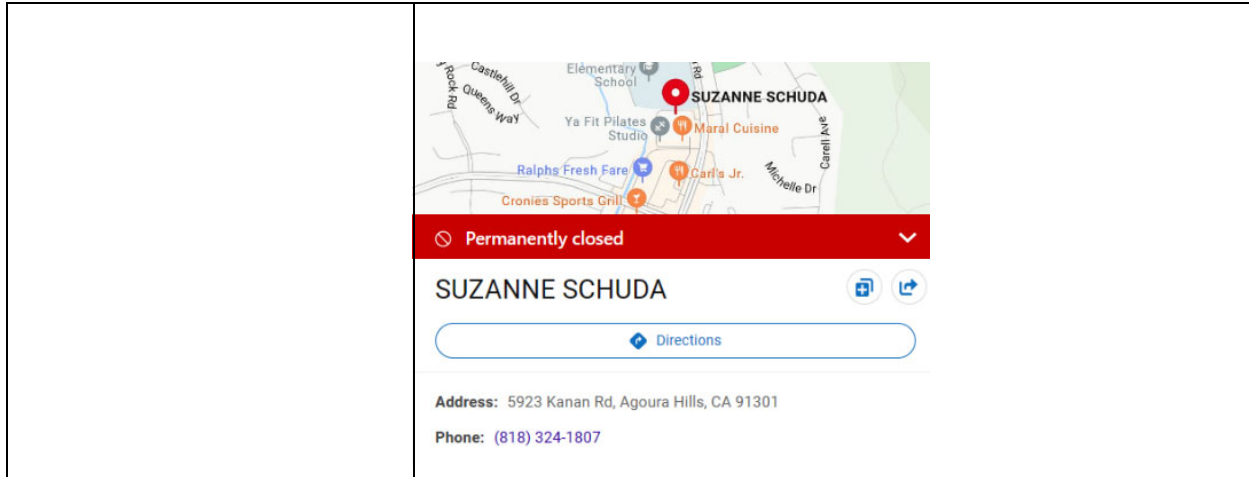 Rock Rd
Castlehill Dr
Queens Way
Elementary
School
Rd
SUZANNE SCHUDA
Ya Fit Pilates
Studio
Maral Cuisine
Carell Ave
Ralphs Fresh Fare
Carl's Jr.
Michelle Dr
Cronies Sports Grill
Permanently closed
SUZANNE SCHUDA
Directions
Address: 5923 Kanan Rd, Agoura Hills, CA 91301
Phone: (818) 324-1807